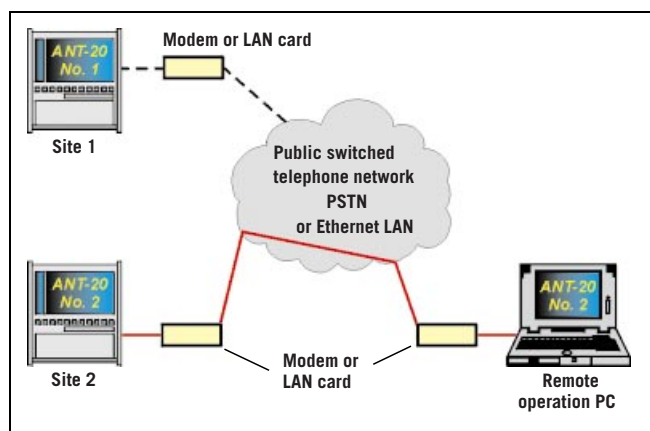 Modem or LAN card
ANT-20
No. 1
Site 1
Public switched
telephone network
PSTN
or Ethernet LAN
ANT-20
No. 2
Site 2
Modem or
LAN card
ANT-20
No. 2
Remote
operation PC